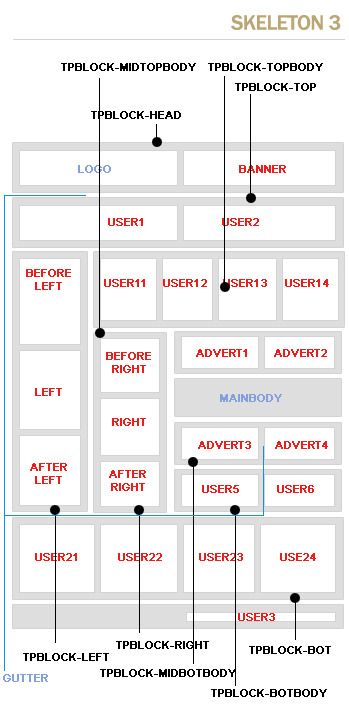 SKELETON 3
TPBLOCK-MIDTOPBODY
TPBLOCK-TOPBODY
TPBLOCK-TOP
TPBLOCK-HEAD
LOGO
BANNER
USER1
USER2
BEFORE
LEFT
USER11
USER12
USER13
USER14
BEFORE
RIGHT
ADVERT1
ADVERT2
LEFT
MAINBODY
RIGHT
ADVERT3
ADVERT4
AFTER
LEFT
AFTER
RIGHT
USER5
USER6
USER21
USER22
USER23
USE24
USER3
TPBLOCK-LEFT
TPBLOCK-RIGHT
TPBLOCK-BOT
GUTTER
TPBLOCK-MIDBOTBODY
TPBLOCK-BOTBODY